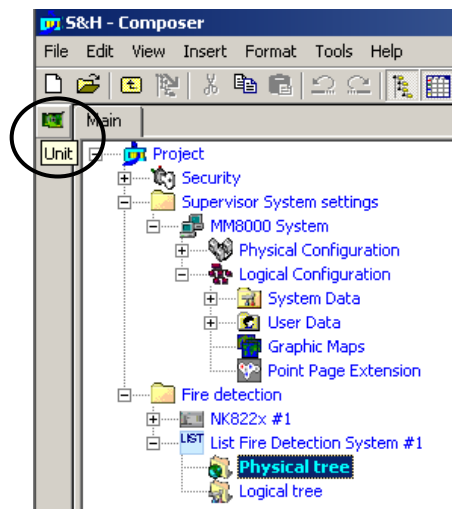 S&H - Composer
File Edit View Insert Format Tools Help
Main
Unit
Project
Security
Supervisor System settings
MM8000 System
Physical Configuration
Logical Configuration
System Data
User Data
Graphic Maps
Point Page Extension
Fire detection
NK822x #1
LIST List Fire Detection System #1
Physical tree
Logical tree